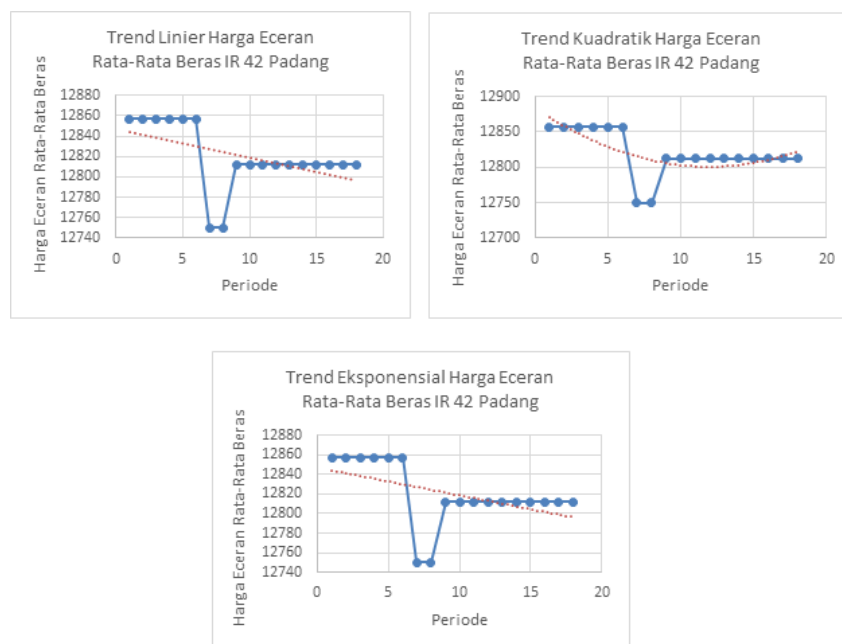 Trend Linier Harga Eceran
Rata-Rata Beras IR 42 Padang
Harga Eceran Rata-Rata Beras
12880
12860
12840
12820
12800
12780
12760
12740
0 5 10 15 20
Periode
Trend Kuadratik Harga Eceran
Rata-Rata Beras IR 42 Padang
Harga Eceran Rata-Rata Beras
12900
12850
12800
12750
12700
0 5 10 15 20
Periode
Trend Eksponensial Harga Eceran
Rata-Rata Beras IR 42 Padang
Harga Eceran Rata-Rata Beras
12880
12860
12840
12820
12800
12780
12760
12740
0 5 10 15 20
Periode